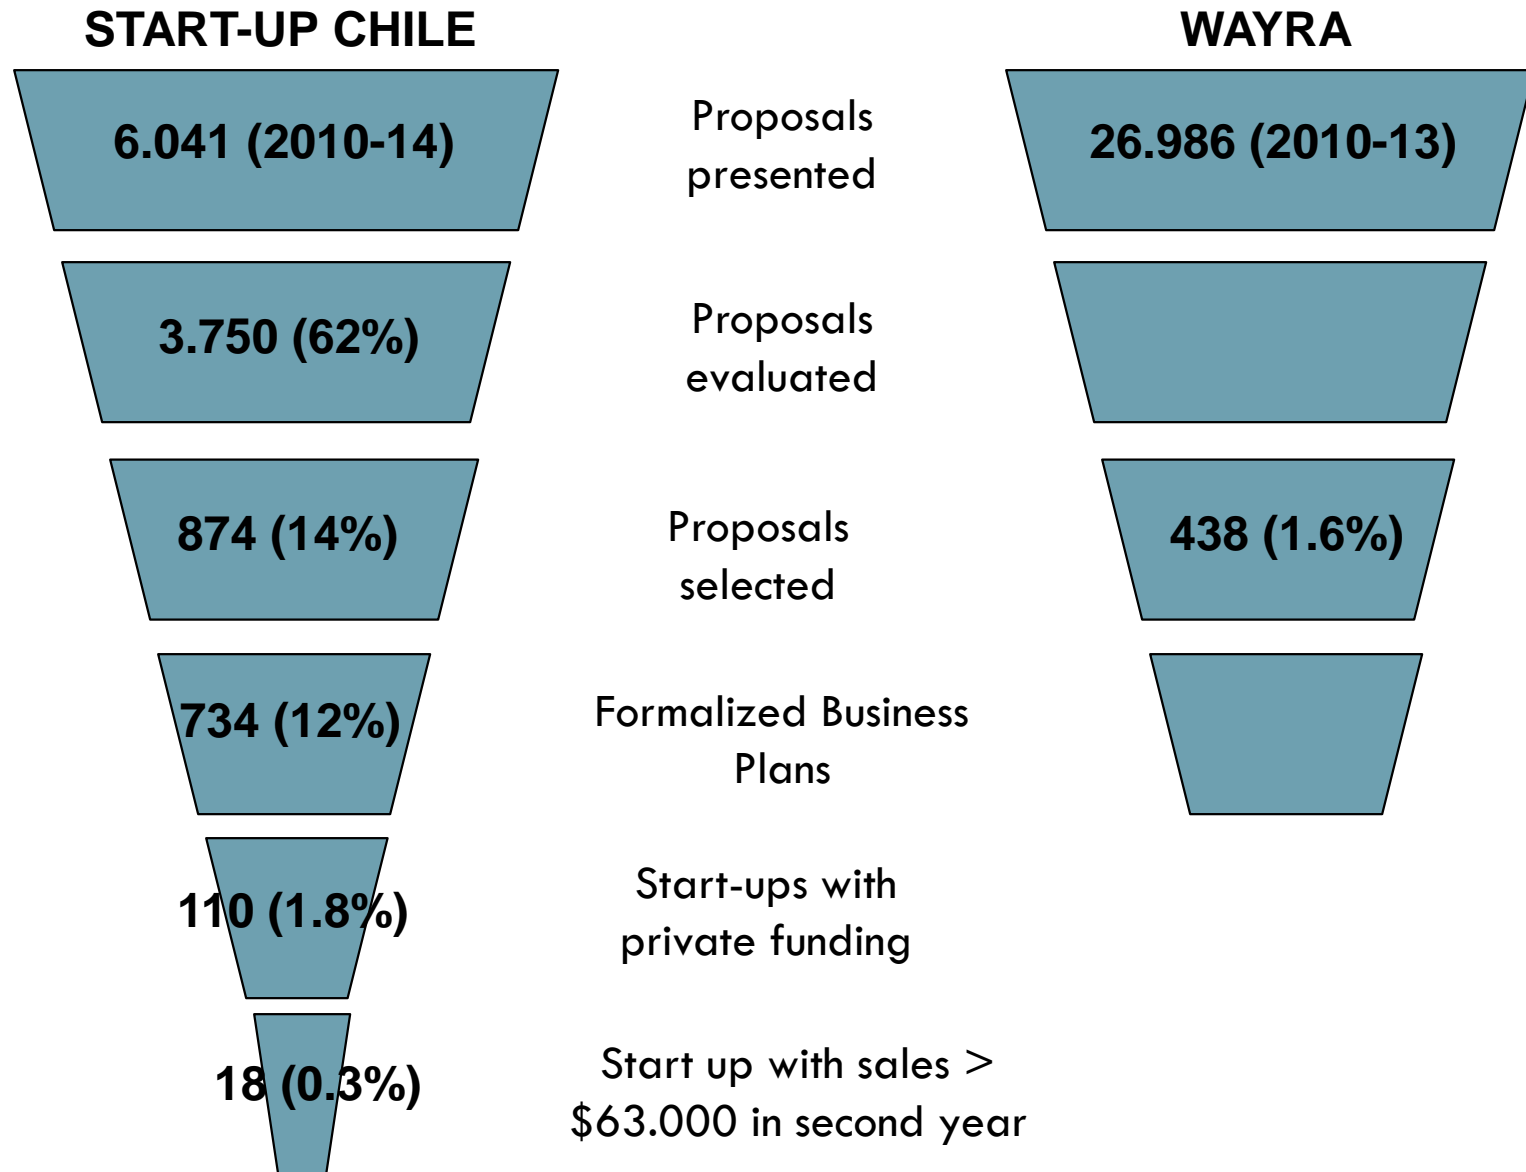 START-UP CHILE
WAYRA
6.041 (2010-14)
Proposals
presented
26.986 (2010-13)
3.750 (62%)
Proposals
evaluated
874 (14%)
Proposals
selected
438 (1.6%)
734 (12%)
Formalized Business
Plans
110 (1.8%)
Start-ups with
private funding
18 (0.3%)
Start up with sales >
$63.000 in second year